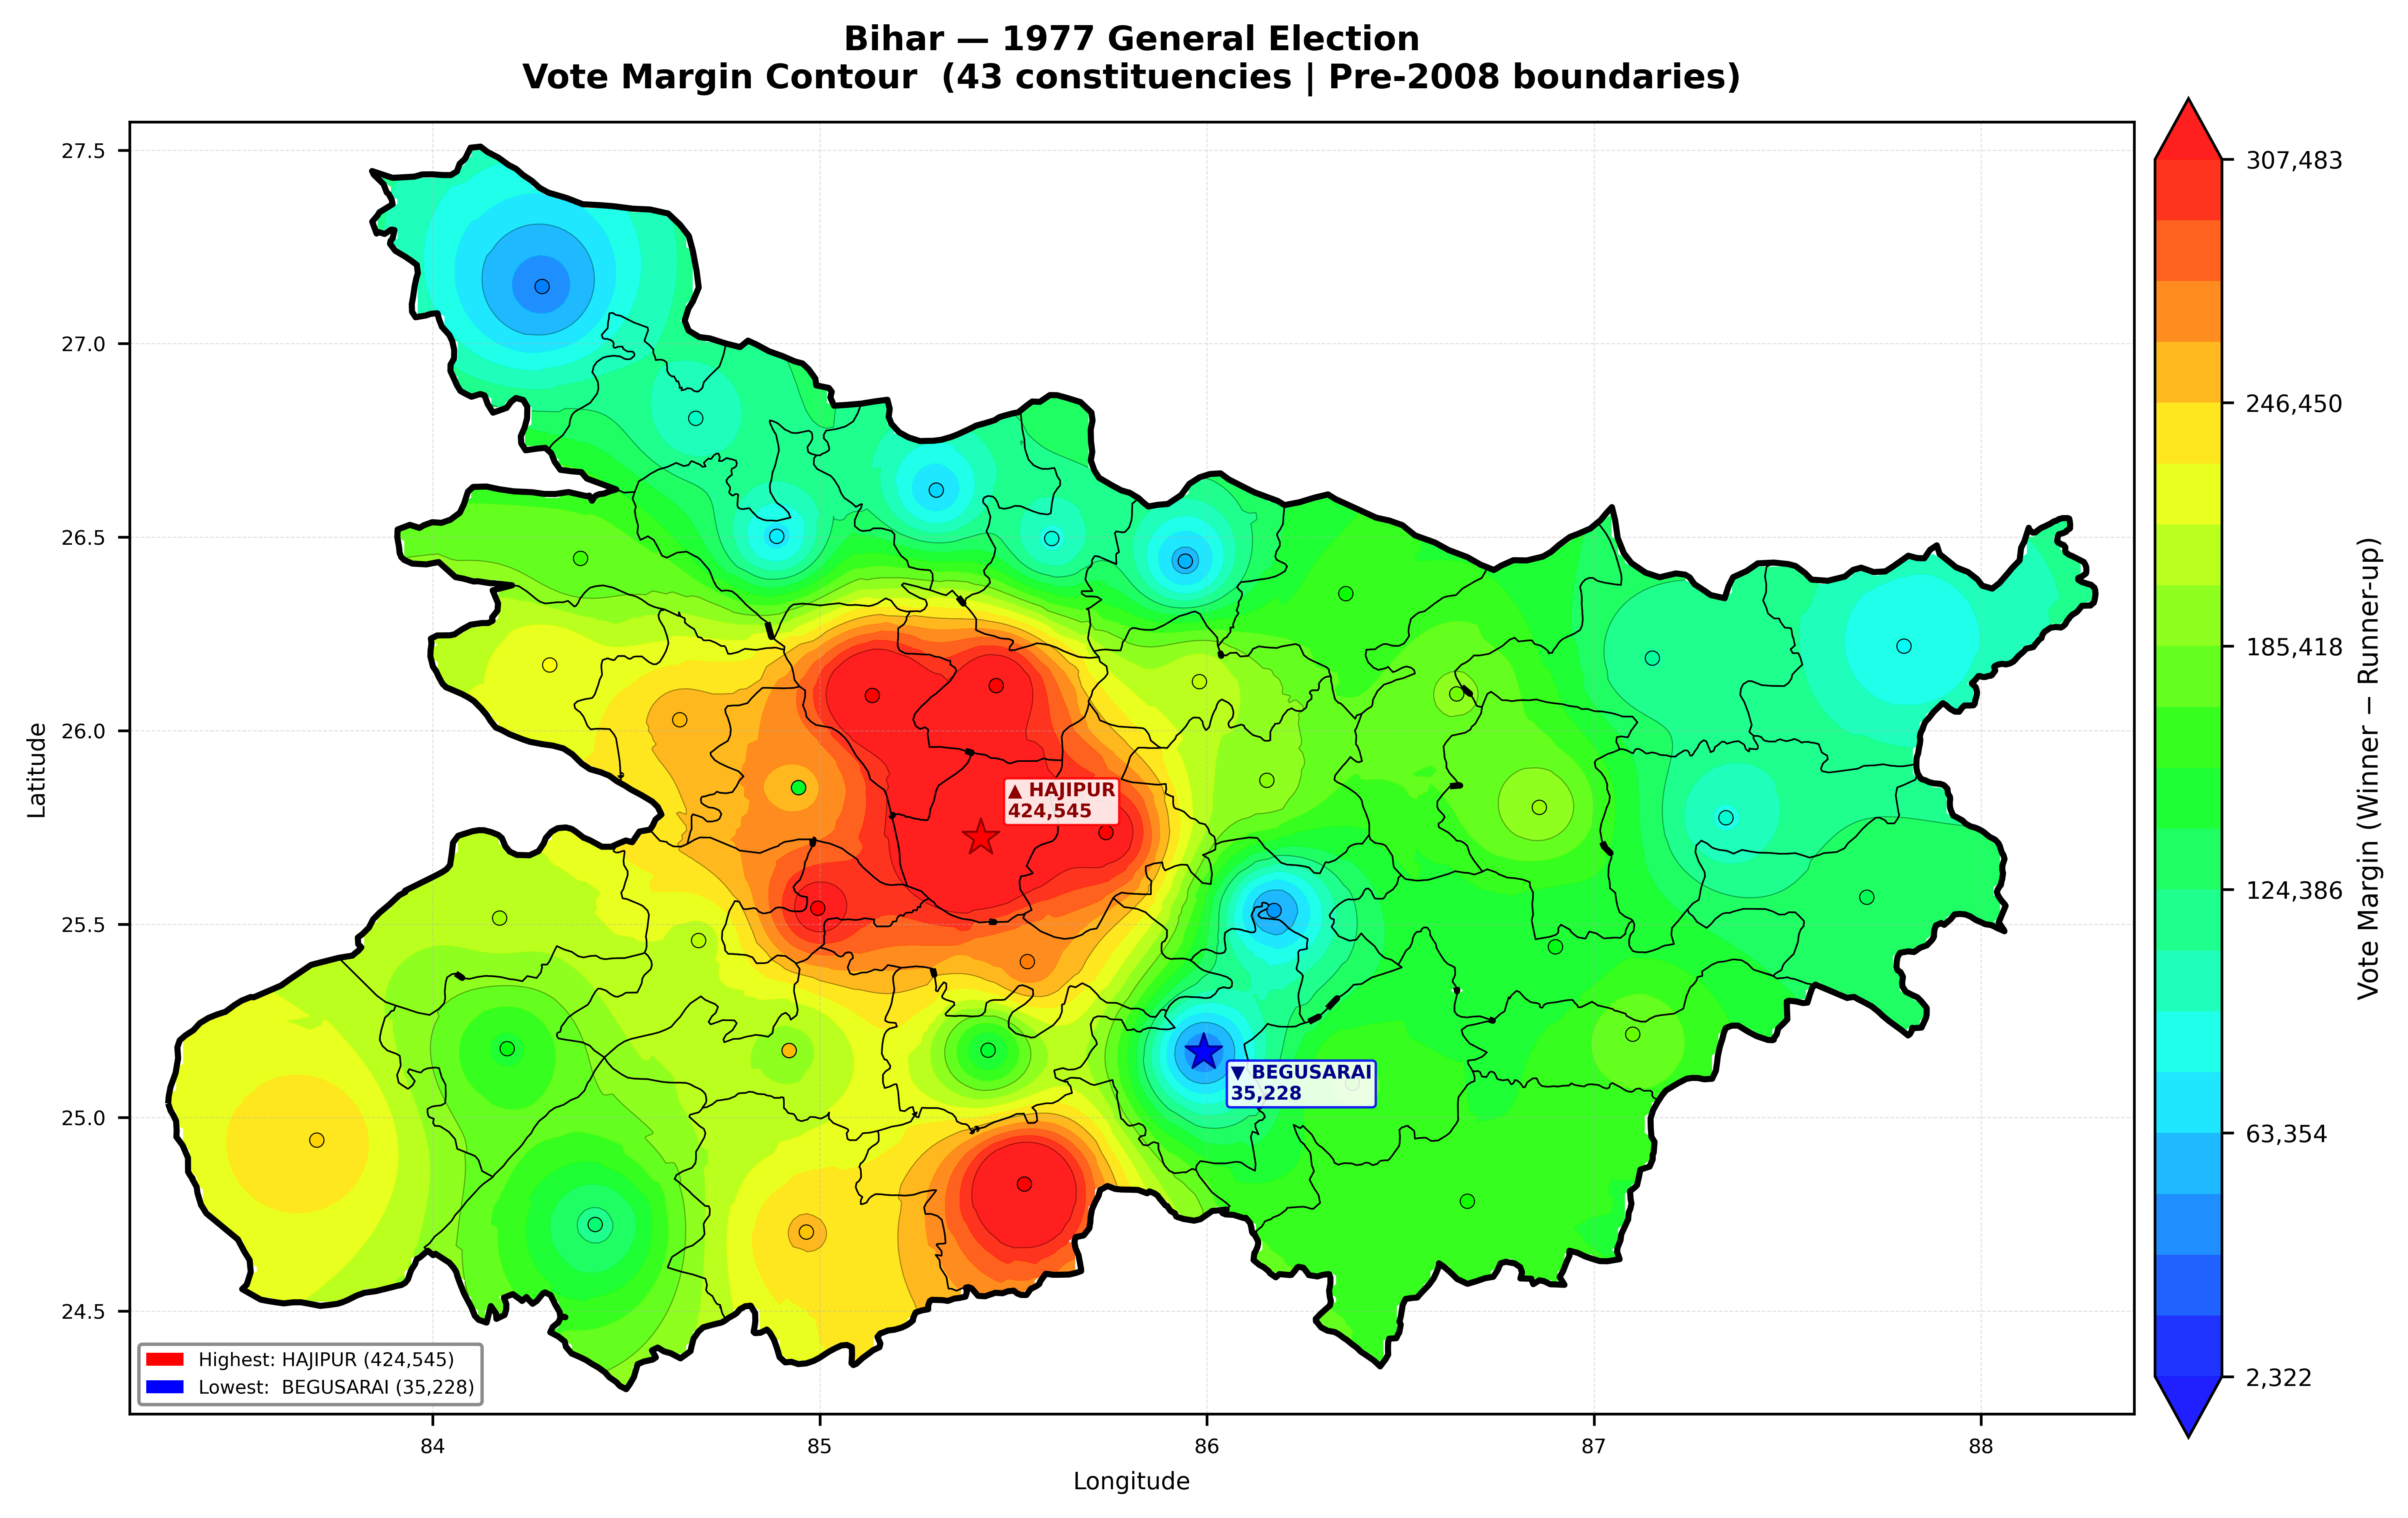 Bihar — 1977 General Election
Vote Margin Contour (43 constituencies | Pre-2008 boundaries)
27.5
27.0
26.5
26.0
25.5
25.0
24.5
Latitude
84
85
86
87
88
Longitude
▲ HAJIPUR
424,545
▼ BEGUSARAI
35,228
Highest: HAJIPUR (424,545)
Lowest: BEGUSARAI (35,228)
307,483
246,450
185,418
124,386
63,354
2,322
Vote Margin (Winner — Runner-up)